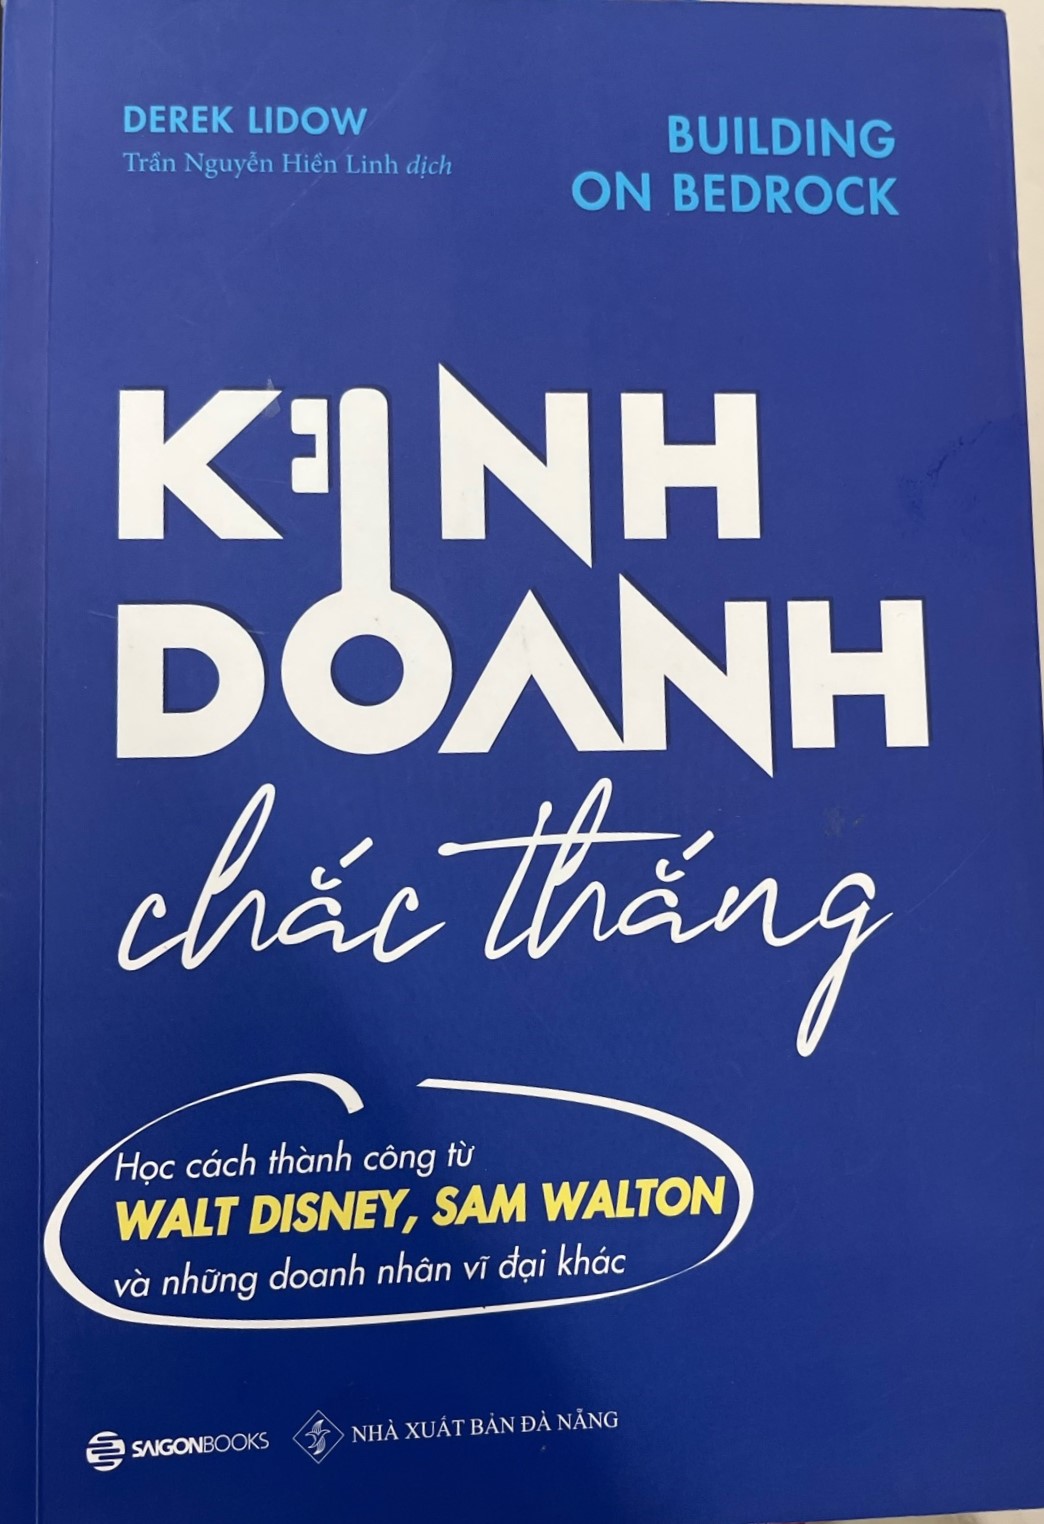 DEREK LIDOW
Trần Nguyễn Hiền Linh dịch
BUILDING
ON BEDROCK
KINH
DOANH
chắc thắng
Học cách thành công từ
WALT DISNEY, SAM WALTON
và những doanh nhân vĩ đại khác
SAIGONBOOKS
NHÀ XUẤT BẢN ĐÀ NẴNG